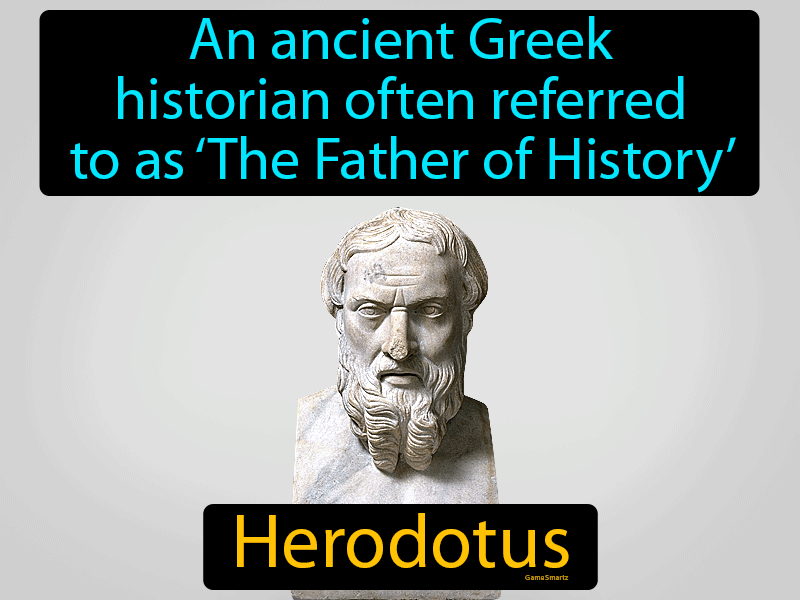 An ancient Greek
historian often referred
to as ‘The Father of History’
Herodotus
GameSmartz